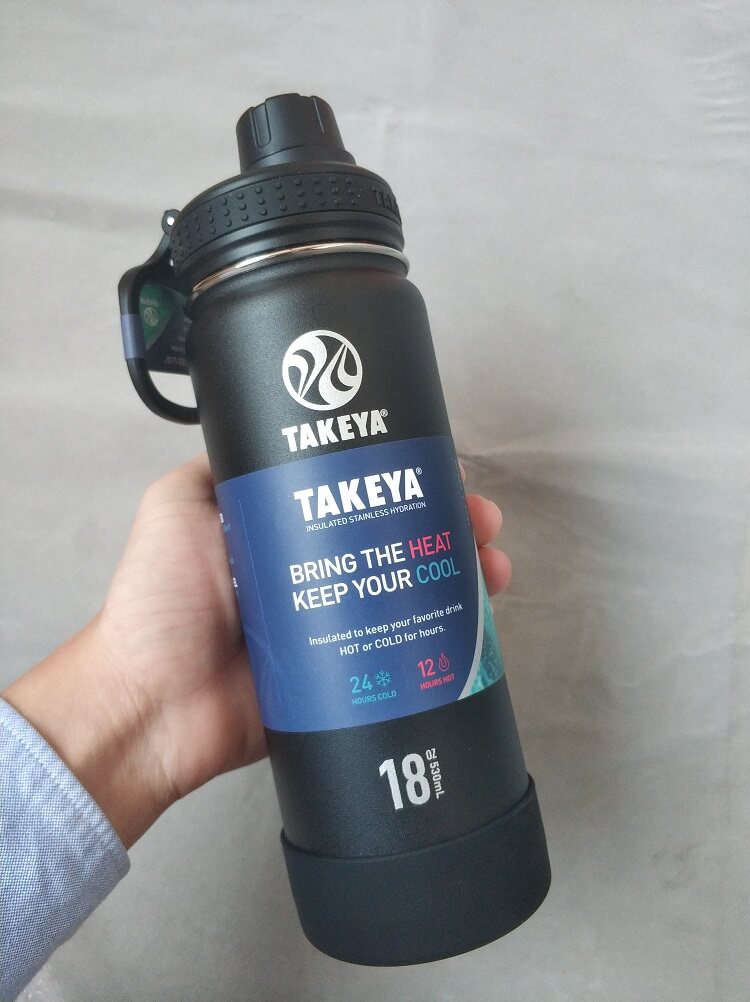 TAKEYA®
TAKEYA®
INSULATED STAINLESS HYDRATION
BRING THE HEAT
KEEP YOUR COOL
Insulated to keep your favorite drink
HOT or COLD for hours.
24
HOURS COLD
12
HOURS HOT
18 OZ 530mL